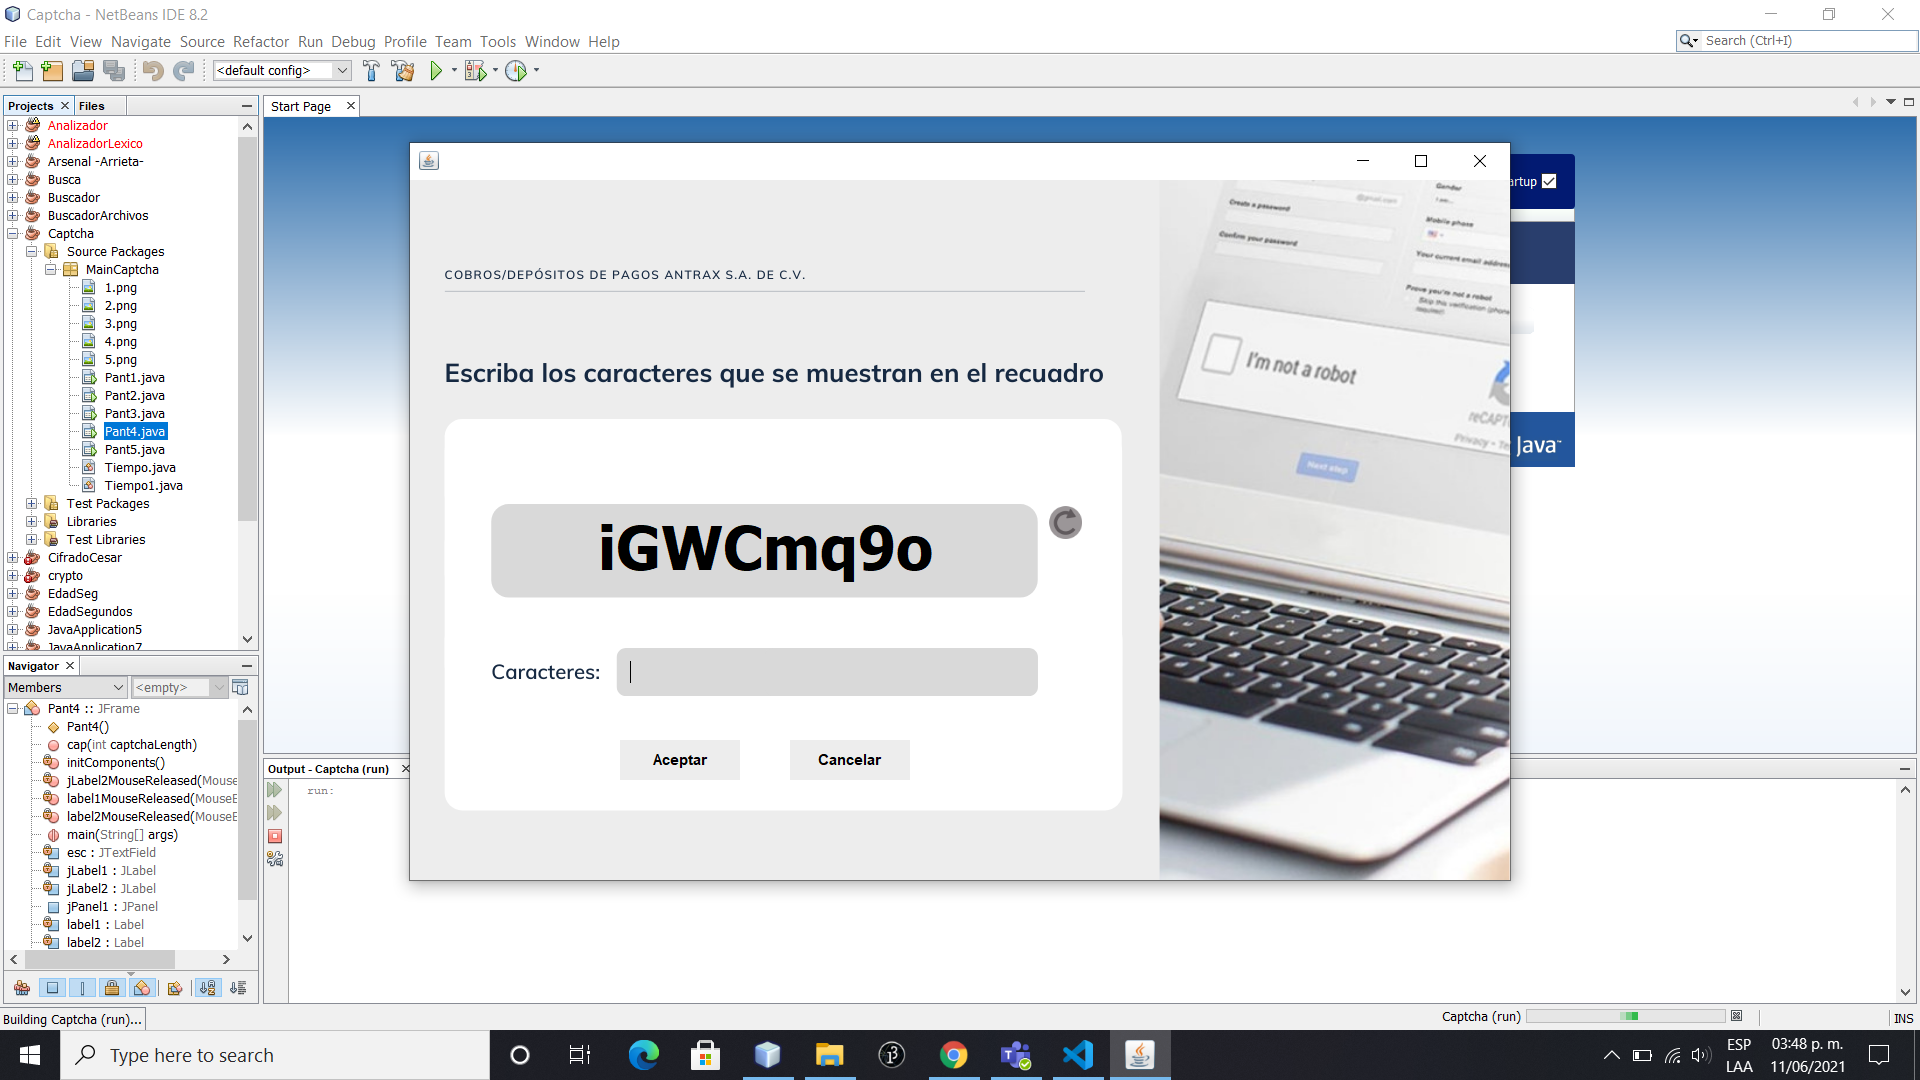 Captcha - NetBeans IDE 8.2
File Edit View Navigate Source Refactor Run Debug Profile Team Tools Window Help
Search (Ctrl+I)
<default config>
Projects Files
Start Page
Analizador
AnalizadorLexico
Arsenal -Arrieta-
Busca
Buscador
BuscadorArchivos
Captcha
Source Packages
MainCaptcha
1.png
2.png
3.png
4.png
5.png
Pant1.java
Pant2.java
Pant3.java
Pant4.java
Pant5.java
Tiempo.java
Tiempo1.java
Test Packages
Libraries
Test Libraries
CifradoCesar
crypto
EdadSeg
EdadSegundos
JavaApplication5
JavaApplication7
Navigator
Members
<empty>
Pant4 :: JFrame
Pant4()
cap(int captchaLength)
initComponents()
jLabel2MouseReleased(Mouse
label1MouseReleased(MouseE
label2MouseReleased(MouseE
main(String[] args)
esc : JTextField
jLabel1 : JLabel
jLabel2 : JLabel
jPanel1 : JPanel
label1 : Label
label2 : Label
COBROS/DEPÓSITOS DE PAGOS ANTRAX S.A. DE C.V.
Escriba los caracteres que se muestran en el recuadro
iGWCmq9o
Caracteres:
Aceptar
Cancelar
Gender
@gmail.com
Create a password
Mobile phone
Confirm your password
Your current email address
Prove you're not a robot
Skip this verification (phone
required)
I'm not a robot
reCAPT
Privacy - Te
Next step
artup
Java
Output - Captcha (run)
run:
Building Captcha (run)...
Captcha (run)
INS
Type here to search
ESP
LAA
03:48 p. m.
11/06/2021